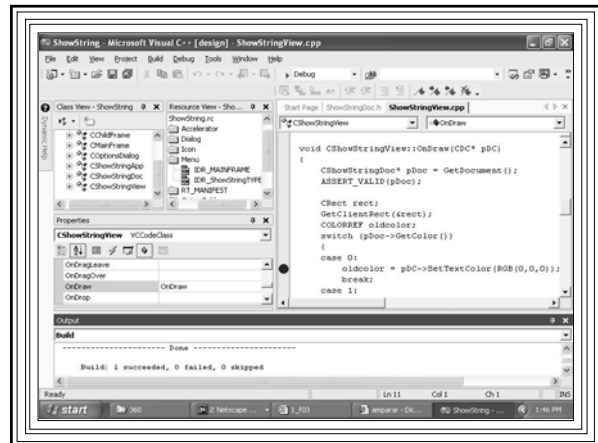 ShowString - Microsoft Visual C++ [design] - ShowStringView.cpp
File Edit View Project Build Debug Tools Window Help
Debug
Dynamic Help
Class View - ShowString
CChildFrame
CMainFrame
COptionsDialog
CShowStringApp
CShowStringDoc
CShowStringView
Resource View - Sho...
ShowString.rc
Accelerator
Dialog
Icon
Menu
IDR_MAINFRAME
IDR_ShowStringTYPE
RT_MANIFEST
Properties
CShowStringView VCCodeClass
OnDragLeave
OnDragOver
OnDraw OnDraw
OnDrop
Start Page ShowStringDoc.h ShowStringView.cpp
CShowStringView OnDraw
void CShowStringView::OnDraw(CDC* pDC)
{
CShowStringDoc* pDoc = GetDocument();
ASSERT_VALID(pDoc);
CRect rect;
GetClientRect(&rect);
COLORREF oldcolor;
switch (pDoc->GetColor())
{
case 0:
oldcolor = pDC->SetTextColor(RGB(0,0,0));
break;
case 1:
Output
Build
---------------------- Done ----------------------
Build: 1 succeeded, 0 failed, 0 skipped
Ready Ln 11 Col 1 Ch 1 INS
start 360 2 Netscape ... 1_F03 amparar - Dic... ShowString - ... 1:46 PM